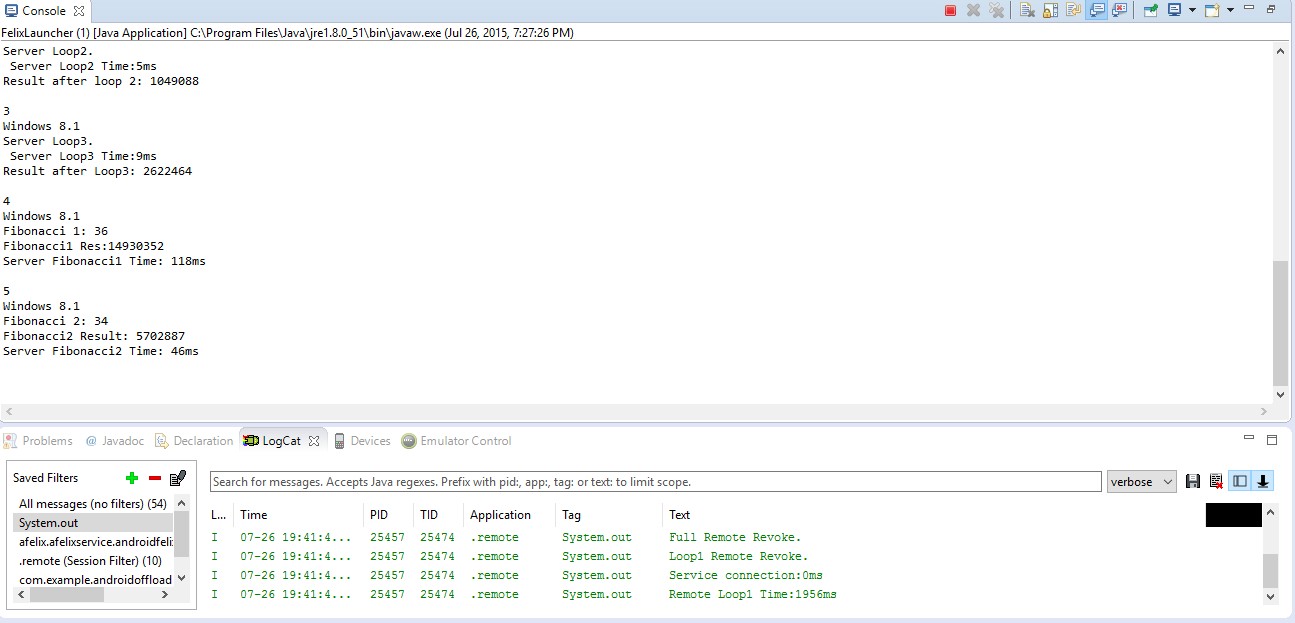 Console
FelixLauncher (1) [Java Application] C:\Program Files\Java\jre1.8.0_51\bin\javaw.exe (Jul 26, 2015, 7:27:26 PM)
Server Loop2.
Server Loop2 Time:5ms
Result after loop 2: 1049088
3
Windows 8.1
Server Loop3.
Server Loop3 Time:9ms
Result after Loop3: 2622464
4
Windows 8.1
Fibonacci 1: 36
Fibonacci1 Res:14930352
Server Fibonacci1 Time: 118ms
5
Windows 8.1
Fibonacci 2: 34
Fibonacci2 Result: 5702887
Server Fibonacci2 Time: 46ms
Problems @ Javadoc Declaration LogCat Devices Emulator Control
Saved Filters
All messages (no filters) (54)
System.out
afelix.afelixservice.androidfelix
.remote (Session Filter) (10)
com.example.androidoffload
Search for messages. Accepts Java regexes. Prefix with pid:, app:, tag: or text: to limit scope.
verbose
L... Time PID TID Application Tag Text
I 07-26 19:41:4... 25457 25474 .remote System.out Full Remote Revoke.
I 07-26 19:41:4... 25457 25474 .remote System.out Loop1 Remote Revoke.
I 07-26 19:41:4... 25457 25474 .remote System.out Service connection:0ms
I 07-26 19:41:4... 25457 25474 .remote System.out Remote Loop1 Time:1956ms